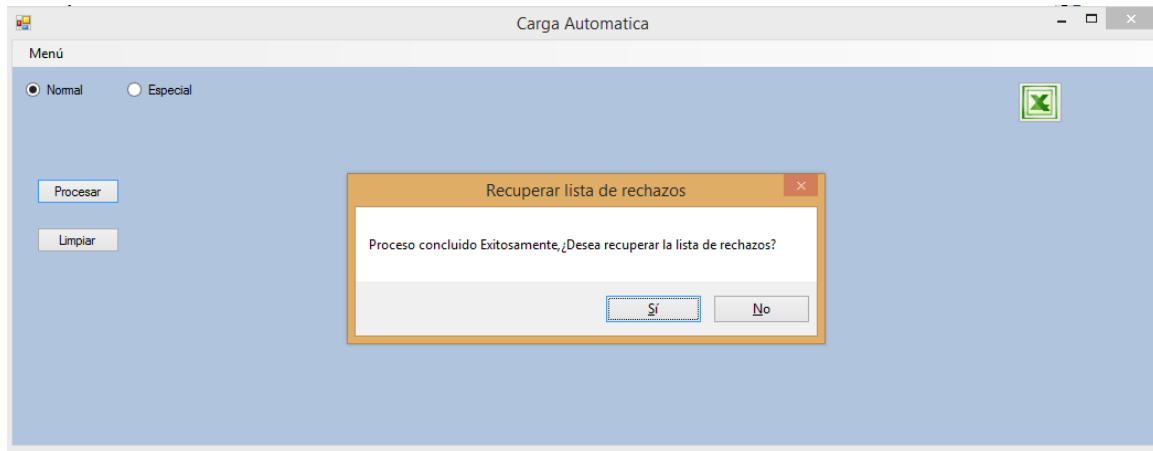 Carga Automatica
Menú
Normal Especial
Procesar
Limpiar
Recuperar lista de rechazos
Proceso concluido Exitosamente,¿Desea recuperar la lista de rechazos?
Sí No